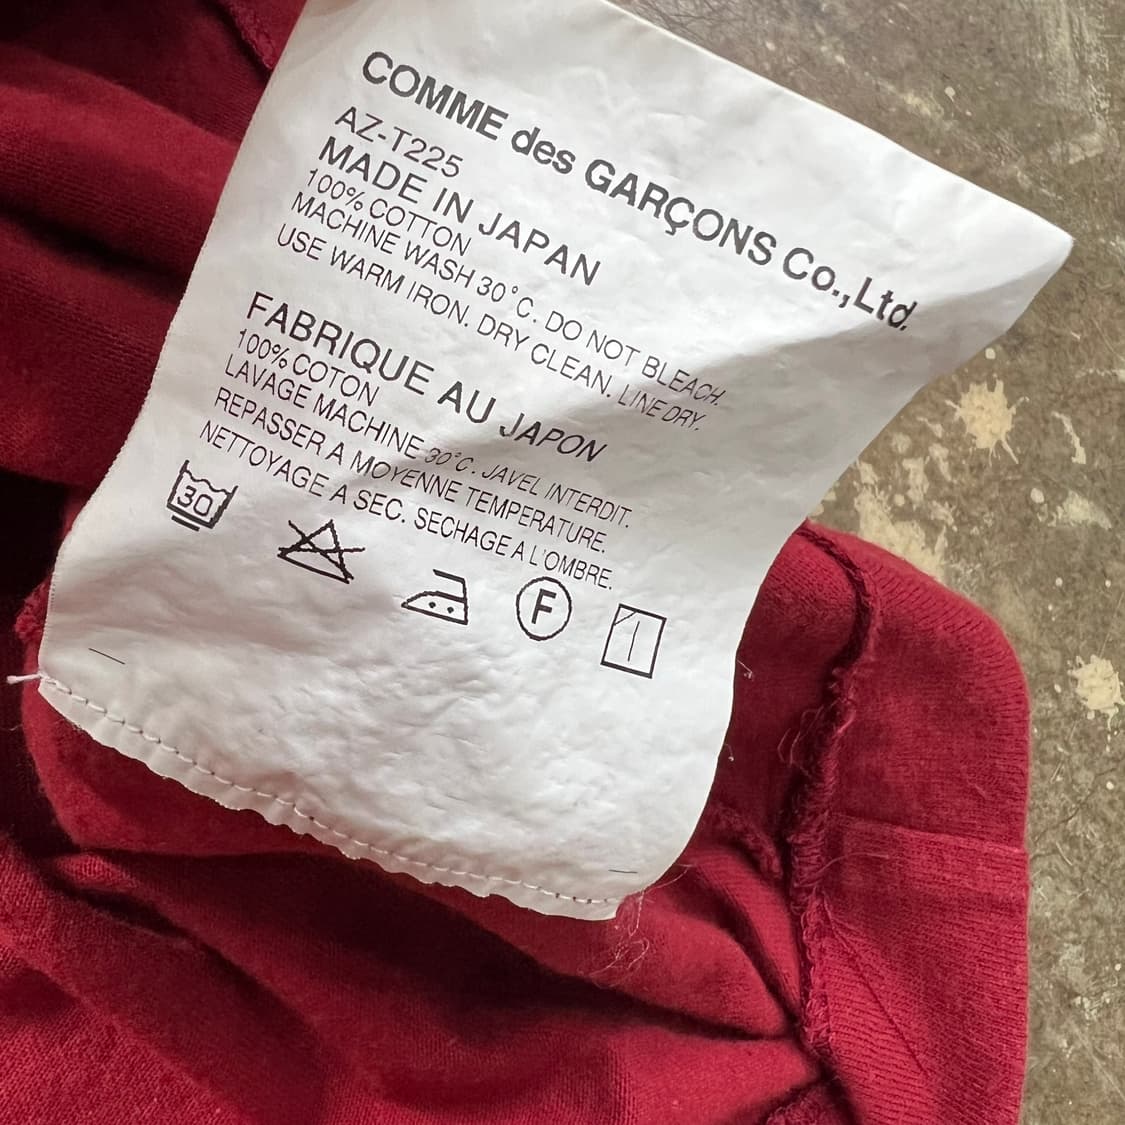 COMME des GARÇONS Co.,Ltd.
AZ-T225
MADE IN JAPAN
100% COTTON
MACHINE WASH 30°C. DO NOT BLEACH.
USE WARM IRON. DRY CLEAN. LINE DRY.
FABRIQUE AU JAPON
100% COTON
LAVAGE MACHINE 30°C. JAVEL INTERDIT.
REPASSER A MOYENNE TEMPERATURE.
NETTOYAGE A SEC. SECHAGE A L'OMBRE.
30
F